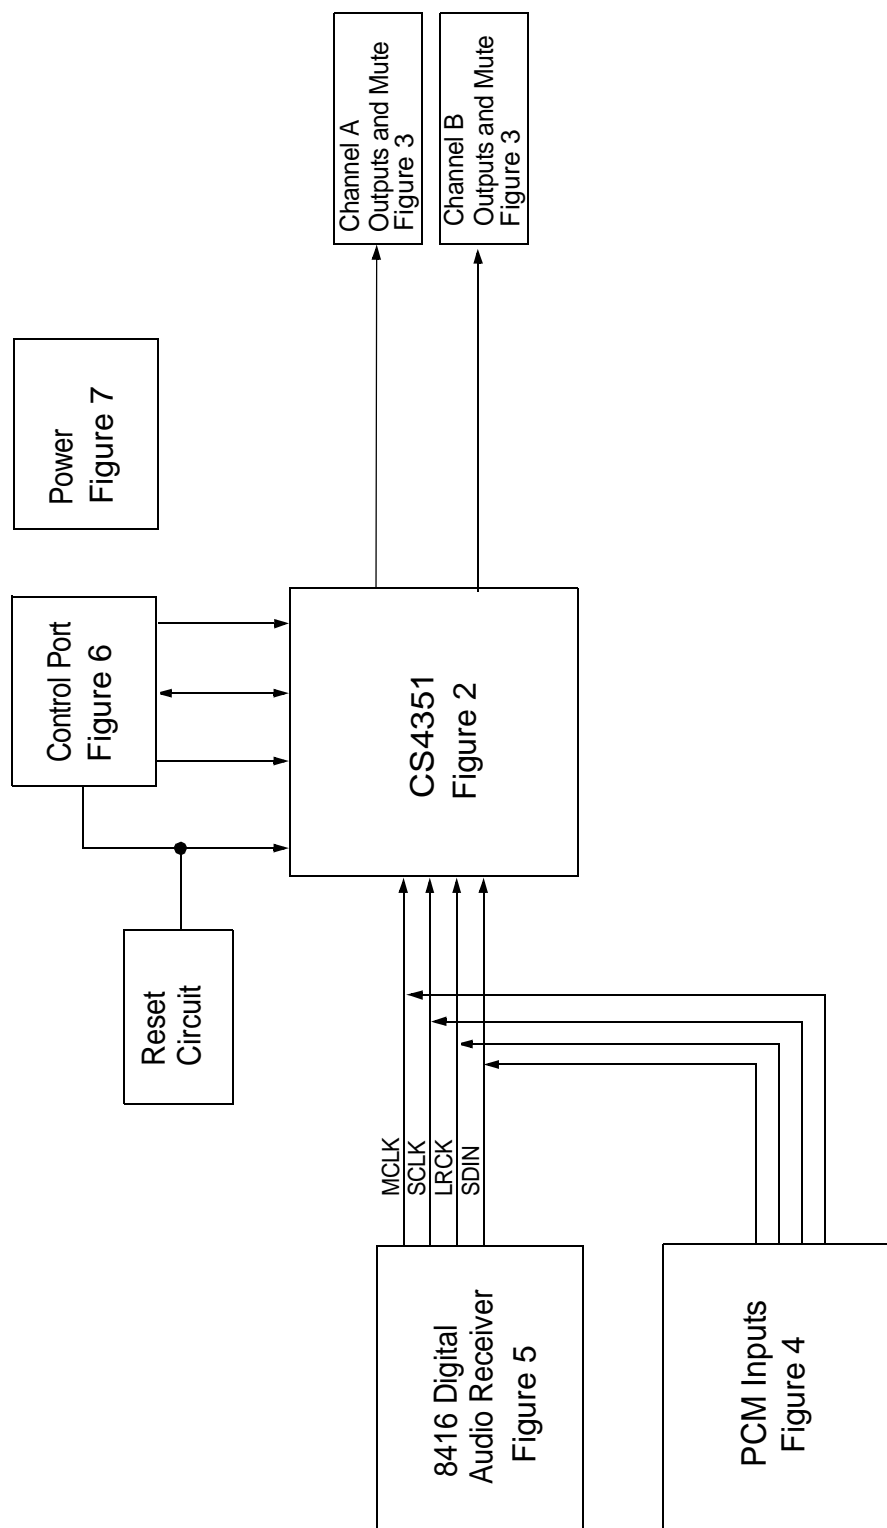 8416 Digital
Audio Receiver
Figure 5
PCM Inputs
Figure 4
MCLK
SCLK
LRCK
SDIN
Reset
Circuit
Control Port
Figure 6
CS4351
Figure 2
Power
Figure 7
Channel A
Outputs and Mute
Figure 3
Channel B
Outputs and Mute
Figure 3